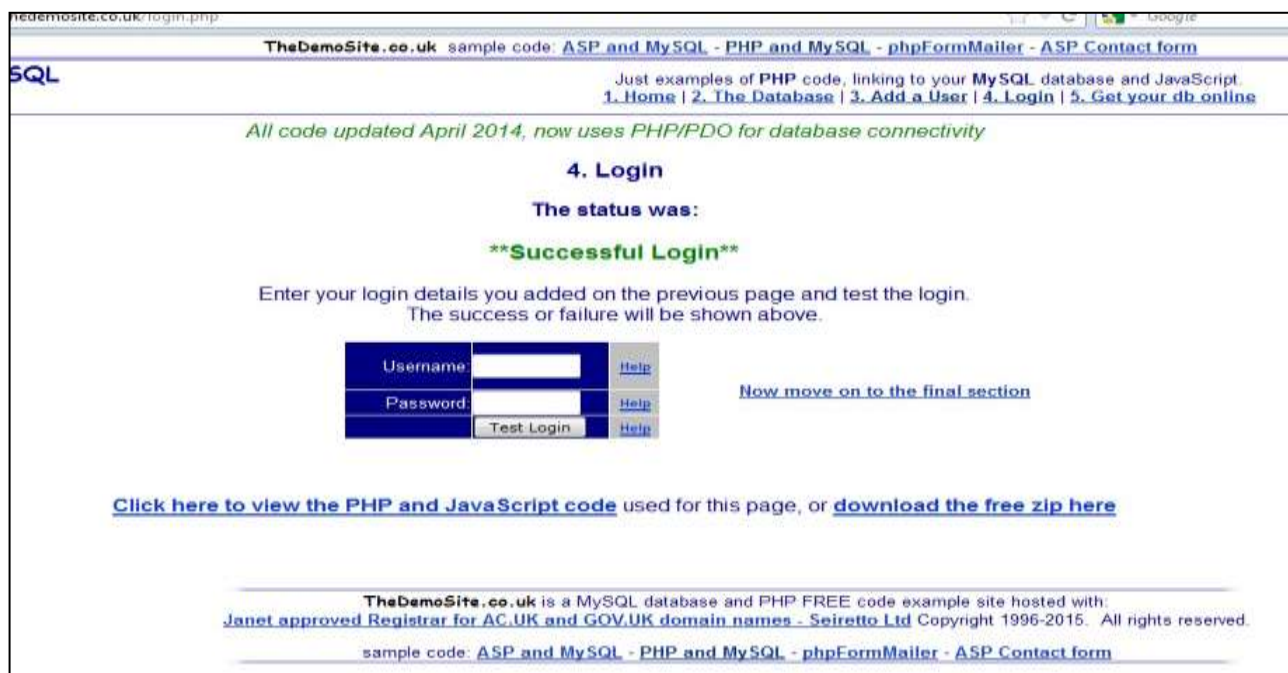 hedemosite.co.uk/login.php
Google
TheDemoSite.co.uk sample code: ASP and MySQL - PHP and MySQL - phpFormMailer - ASP Contact form
SQL
Just examples of PHP code, linking to your MySQL database and JavaScript.
1. Home | 2. The Database | 3. Add a User | 4. Login | 5. Get your db online
All code updated April 2014, now uses PHP/PDO for database connectivity
4. Login
The status was:
**Successful Login**
Enter your login details you added on the previous page and test the login.
The success or failure will be shown above.
Username: Help
Now move on to the final section
Password: Help
Test Login Help
Click here to view the PHP and JavaScript code used for this page, or download the free zip here
TheDemoSite.co.uk is a MySQL database and PHP FREE code example site hosted with:
Janet approved Registrar for AC.UK and GOV.UK domain names - Seiretto Ltd Copyright 1996-2015. All rights reserved.
sample code: ASP and MySQL - PHP and MySQL - phpFormMailer - ASP Contact form